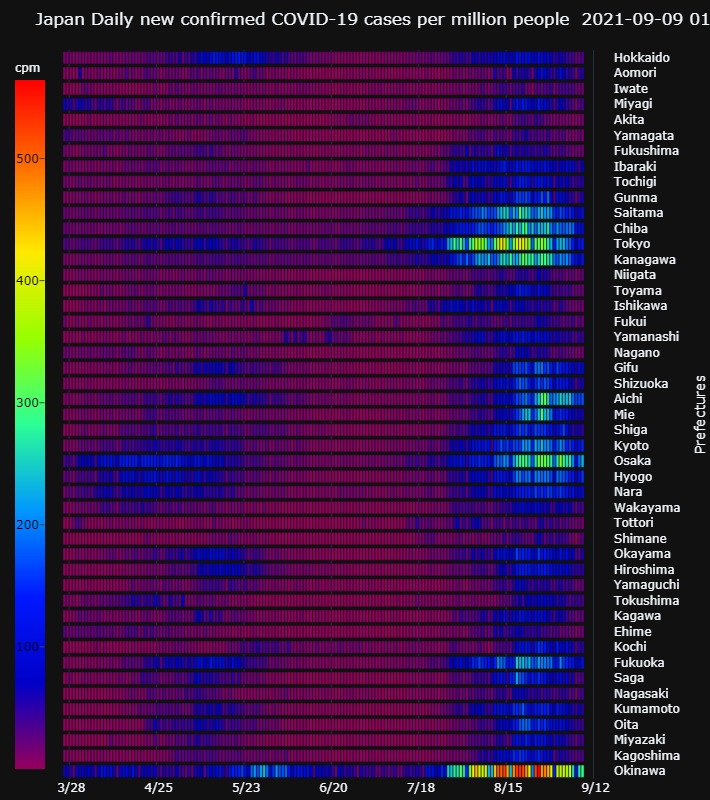 Japan Daily new confirmed COVID-19 cases per million people 2021-09-09 01
cpm
500
400
300
200
100
Hokkaido
Aomori
Iwate
Miyagi
Akita
Yamagata
Fukushima
Ibaraki
Tochigi
Gunma
Saitama
Chiba
Tokyo
Kanagawa
Niigata
Toyama
Ishikawa
Fukui
Yamanashi
Nagano
Gifu
Shizuoka
Aichi
Mie
Shiga
Kyoto
Osaka
Hyogo
Nara
Wakayama
Tottori
Shimane
Okayama
Hiroshima
Yamaguchi
Tokushima
Kagawa
Ehime
Kochi
Fukuoka
Saga
Nagasaki
Kumamoto
Oita
Miyazaki
Kagoshima
Okinawa
Prefectures
3/28 4/25 5/23 6/20 7/18 8/15 9/12